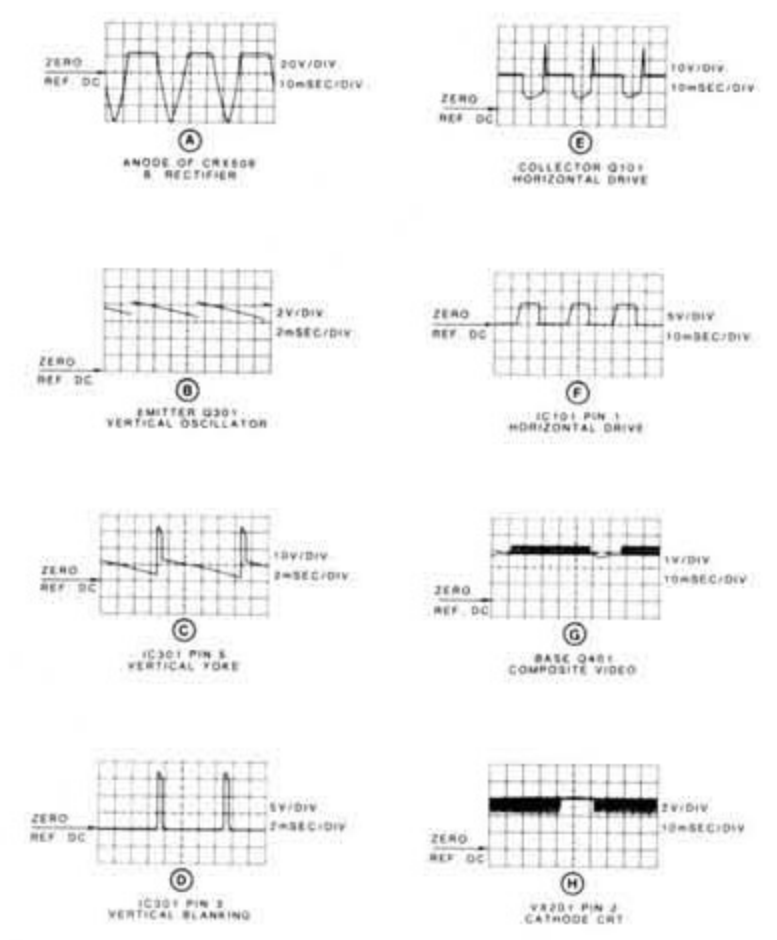 ZERO
REF. DC
20V/DIV.
10mSEC/DIV.
A
ANODE OF CRX508
B RECTIFIER
ZERO
REF. DC
10V/DIV.
10mSEC/DIV.
E
COLLECTOR Q101
HORIZONTAL DRIVE
ZERO
REF. DC
2V/DIV
2mSEC/DIV
B
EMITTER Q301
VERTICAL OSCILLATOR
ZERO
REF. DC
5V/DIV
10mSEC/DIV
F
IC101 PIN 1
HORIZONTAL DRIVE
ZERO
REF. DC
10V/DIV
2mSEC/DIV
C
IC301 PIN 5
VERTICAL YOKE
ZERO
REF. DC
1V/DIV
10mSEC/DIV
G
BASE Q401
COMPOSITE VIDEO
ZERO
REF. DC
5V/DIV
2mSEC/DIV
D
IC301 PIN 3
VERTICAL BLANKING
ZERO
REF. DC
2V/DIV
10mSEC/DIV
H
VX201 PIN 2
CATHODE CRT